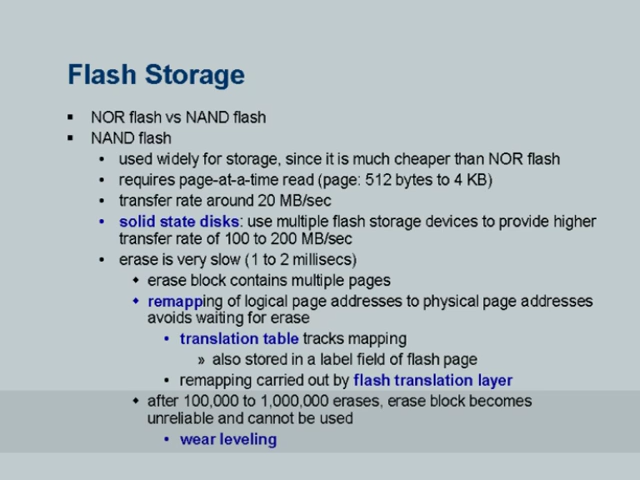 Flash Storage
▪ NOR flash vs NAND flash
▪ NAND flash
• used widely for storage, since it is much cheaper than NOR flash
• requires page-at-a-time read (page: 512 bytes to 4 KB)
• transfer rate around 20 MB/sec
• solid state disks: use multiple flash storage devices to provide higher
transfer rate of 100 to 200 MB/sec
• erase is very slow (1 to 2 millisecs)
◆ erase block contains multiple pages
◆ remapping of logical page addresses to physical page addresses
avoids waiting for erase
• translation table tracks mapping
» also stored in a label field of flash page
• remapping carried out by flash translation layer
◆ after 100,000 to 1,000,000 erases, erase block becomes
unreliable and cannot be used
• wear leveling